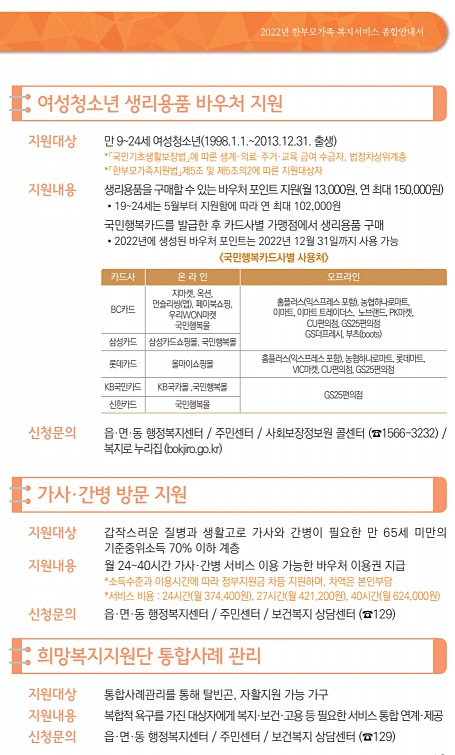 2022년 한부모가족 복지서비스 종합안내서
여성청소년 생리용품 바우처 지원
지원대상 만 9~24세 여성청소년(1998.1.1.~2013.12.31. 출생)
*「국민기초생활보장법」에 따른 생계·의료·주거·교육 급여 수급자, 법정차상위계층
*「한부모가족지원법」제5조 및 제5조의2에 따른 지원대상자
지원내용 생리용품을 구매할 수 있는 바우처 포인트 지원(월 13,000원, 연 최대 150,000원)
• 19~24세는 5월부터 지원함에 따라 연 최대 102,000원
국민행복카드를 발급한 후 카드사별 가맹점에서 생리용품 구매
• 2022년에 생성된 바우처 포인트는 2022년 12월 31일까지 사용 가능
<국민행복카드사별 사용처>
카드사 온라인 오프라인
BC카드
지마켓, 옥션,
먼슬리씽(앱), 페이북쇼핑,
우리WON마켓
국민행복몰
홈플러스(익스프레스 포함), 농협하나로마트,
이마트, 이마트 트레이더스, 노브랜드, PK마켓,
CU편의점, GS25편의점
GS더프레시, 부츠(boots)
삼성카드 삼성카드쇼핑몰, 국민행복몰
롯데카드 올마이쇼핑몰
홈플러스(익스프레스 포함), 농협하나로마트, 롯데마트,
VIC마켓, CU편의점, GS25편의점
KB국민카드 KB국카몰 ,국민행복몰
GS25편의점
신한카드 국민행복몰
신청문의 읍·면·동 행정복지센터 / 주민센터 / 사회보장정보원 콜센터 (☎1566-3232) /
복지로 누리집 (bokjiro.go.kr)
가사·간병 방문 지원
지원대상 갑작스러운 질병과 생활고로 가사와 간병이 필요한 만 65세 미만의
기준중위소득 70% 이하 계층
지원내용 월 24~40시간 가사·간병 서비스 이용 가능한 바우처 이용권 지급
*소득수준과 이용시간에 따라 정부지원금 차등 지원하며, 차액은 본인부담
*서비스 비용 : 24시간(월 374,400원), 27시간(월 421,200원), 40시간(월 624,000원)
신청문의 읍·면·동 행정복지센터 / 주민센터 / 보건복지 상담센터 (☎129)
희망복지지원단 통합사례 관리
지원대상 통합사례관리를 통해 탈빈곤, 자활지원 가능 가구
지원내용 복합적 욕구를 가진 대상자에게 복지·보건·고용 등 필요한 서비스 통합 연계·제공
신청문의 읍·면·동 행정복지센터 / 주민센터 / 보건복지 상담센터 (☎129)